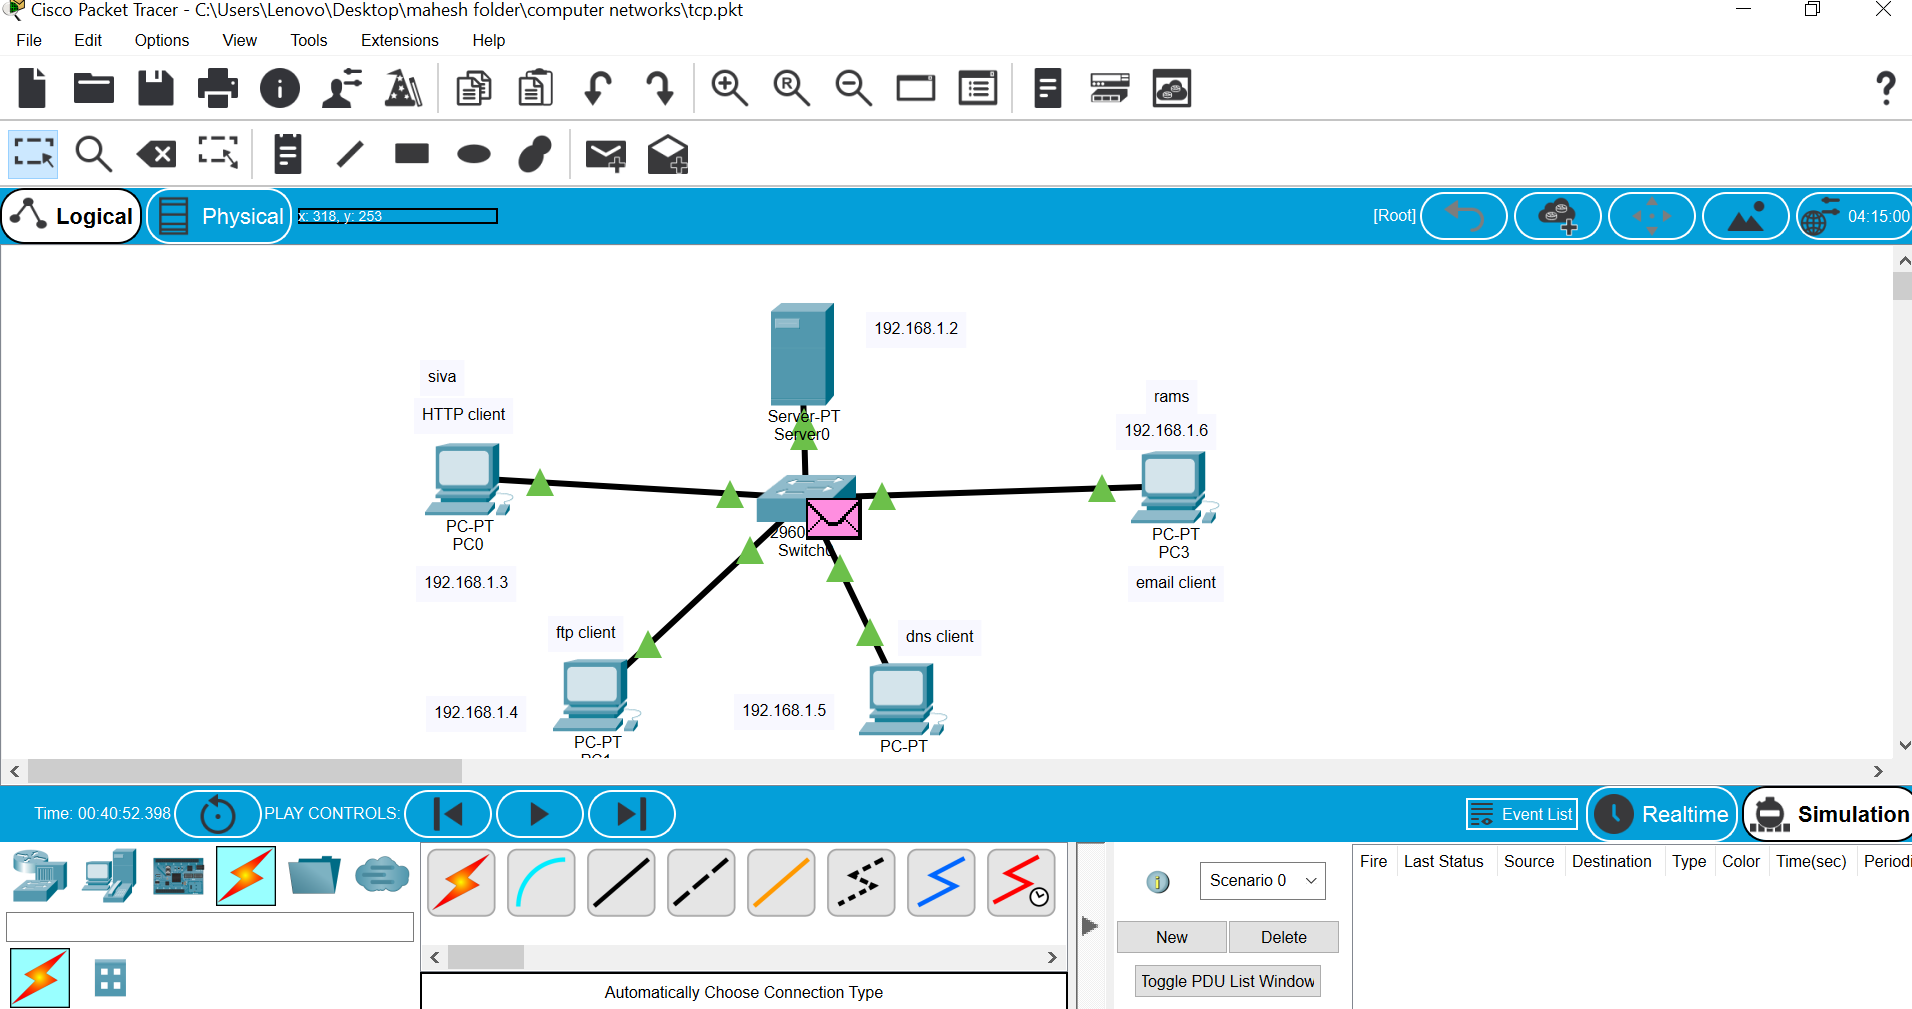 Cisco Packet Tracer - C:\Users\Lenovo\Desktop\mahesh folder\computer networks\tcp.pkt
File Edit Options View Tools Extensions Help
R
?
Logical Physical x: 318, y: 253 [Root] 04:15:00
192.168.1.2
siva
HTTP client
Server-PT
Server0
rams
192.168.1.6
PC-PT
PC0
2960
Switch0
PC-PT
PC3
192.168.1.3
email client
ftp client
dns client
192.168.1.4
192.168.1.5
PC-PT
PC1
PC-PT
Time: 00:40:52.398 PLAY CONTROLS: Event List Realtime Simulation
Scenario 0
New Delete
Toggle PDU List Window
Fire Last Status Source Destination Type Color Time(sec) Periodi
Automatically Choose Connection Type